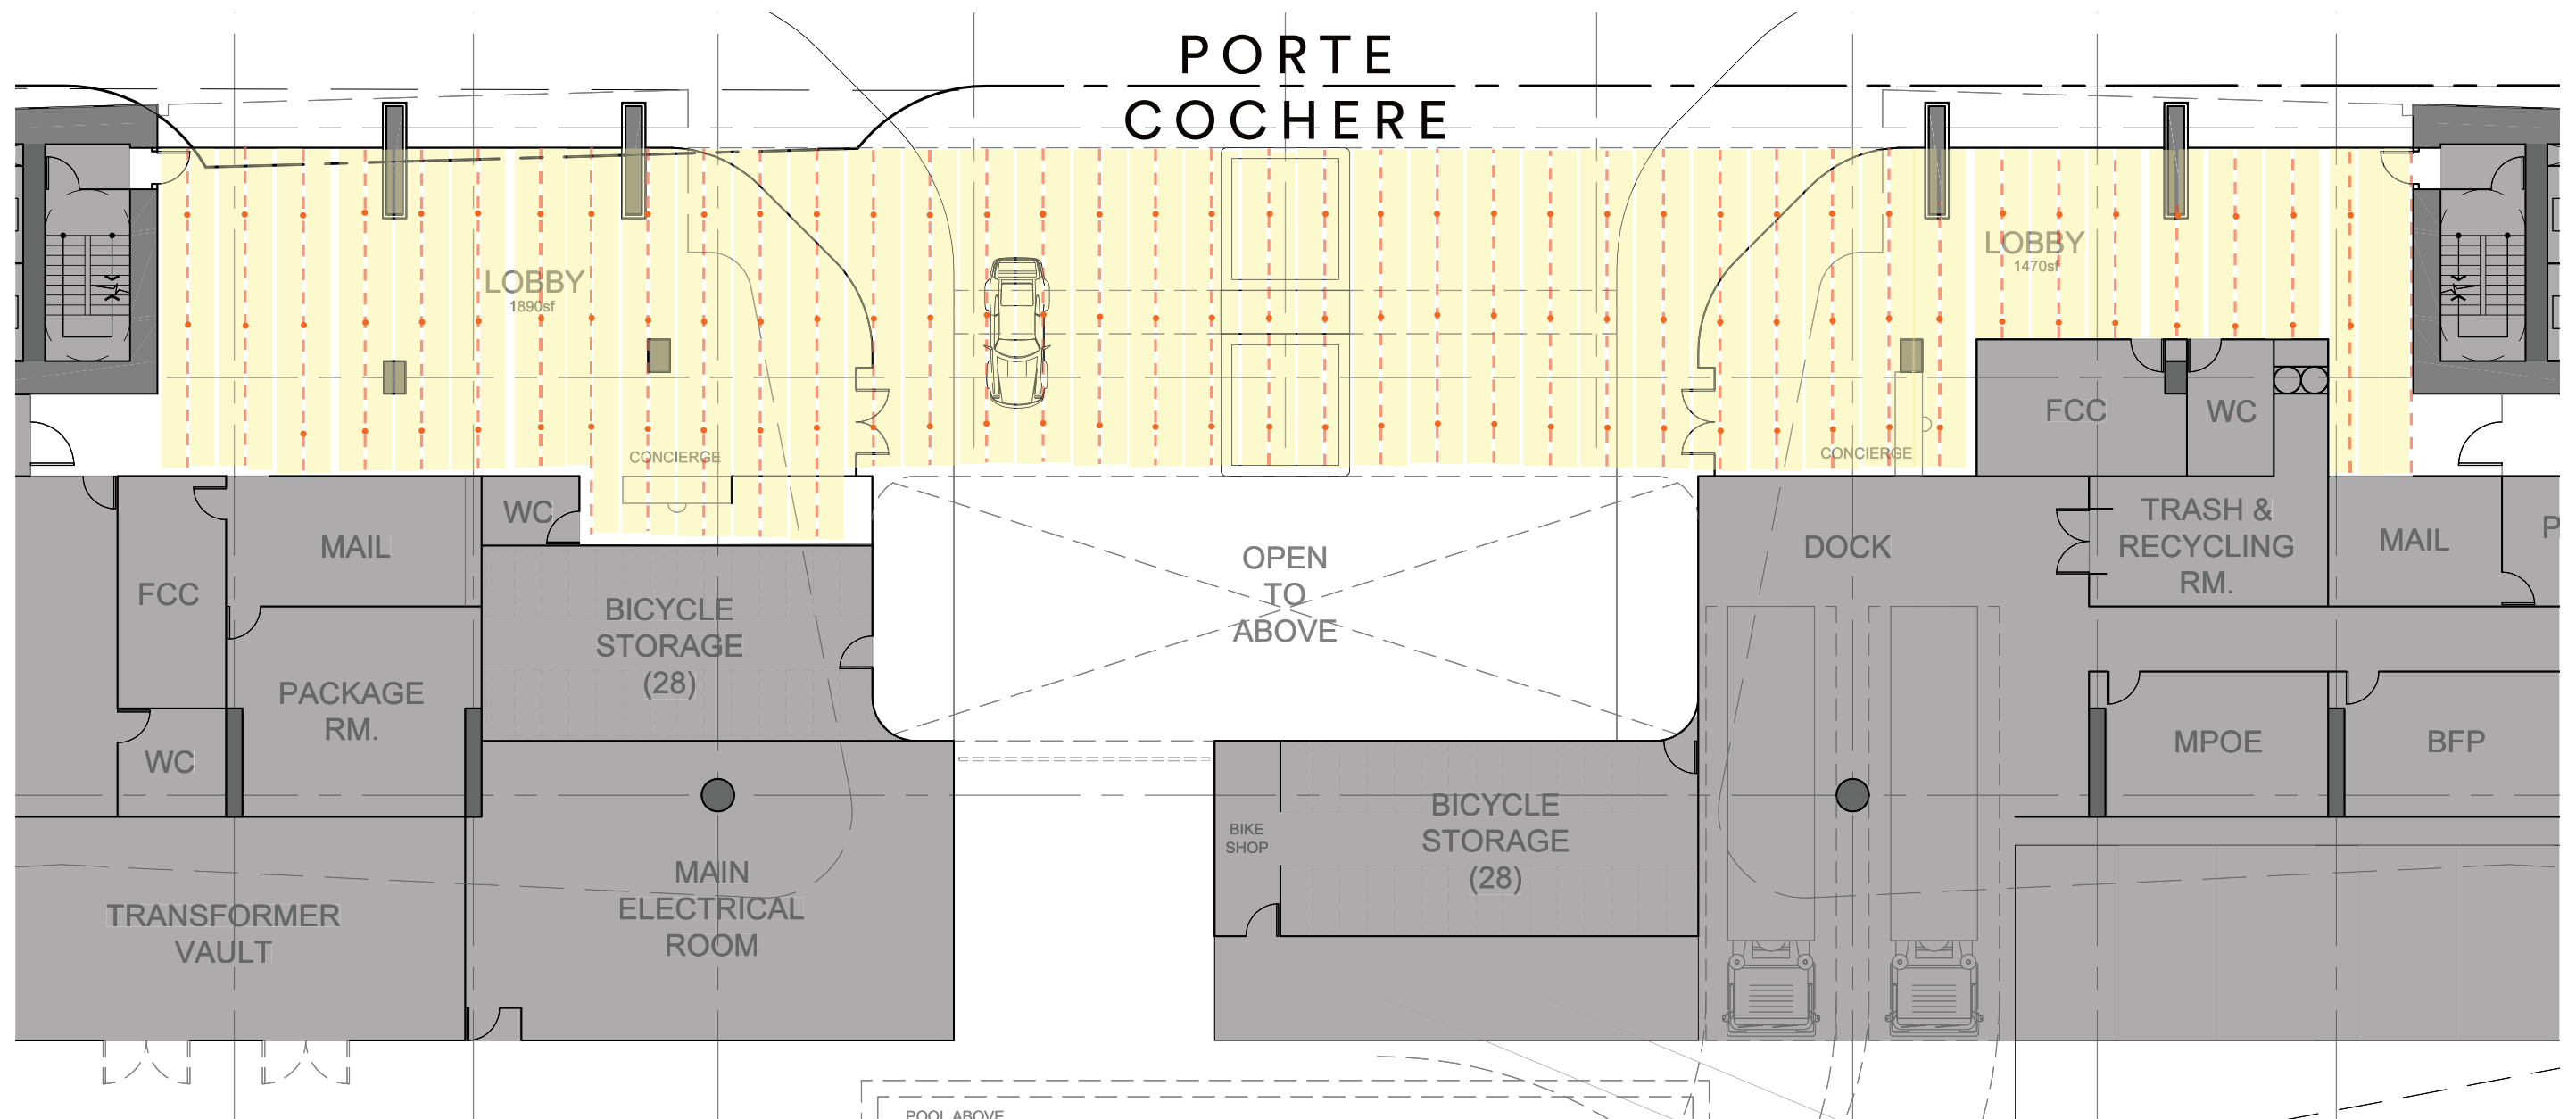 PORTE
COCHERE
LOBBY
1890sf
LOBBY
1470sf
CONCIERGE
CONCIERGE
FCC
WC
WC
MAIL
FCC
BICYCLE
STORAGE
(28)
PACKAGE
RM.
WC
OPEN
TO
ABOVE
DOCK
TRASH &
RECYCLING
RM.
MAIL
P
MPOE
BFP
BIKE
SHOP
BICYCLE
STORAGE
(28)
TRANSFORMER
VAULT
MAIN
ELECTRICAL
ROOM
POOL ABOVE